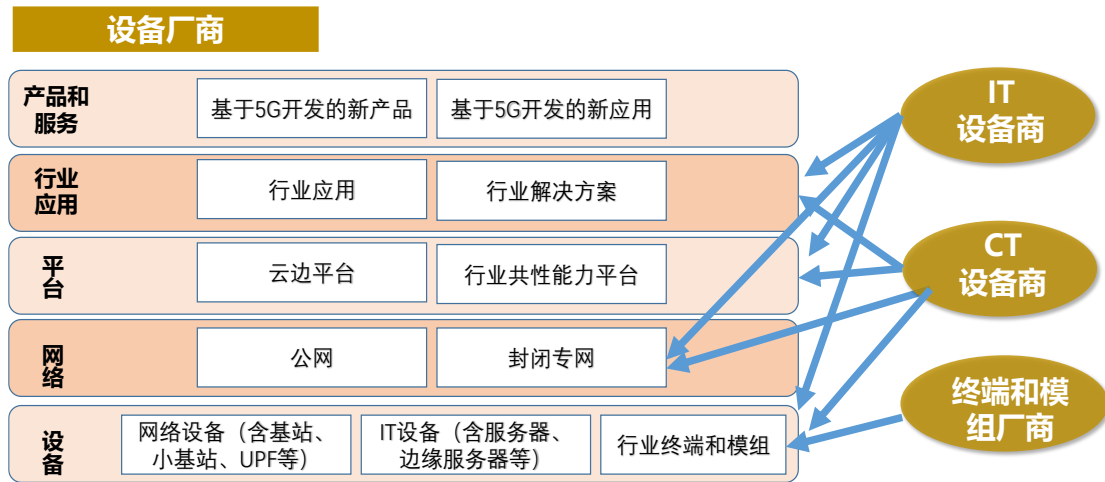 设备厂商
产品和
服务
基于5G开发的新产品
基于5G开发的新应用
行业
应用
行业应用
行业解决方案
平
台
云边平台
行业共性能力平台
网
络
公网
封闭专网
设
备
网络设备（含基站、
小基站、UPF等）
IT设备（含服务器、
边缘服务器等）
行业终端和模组
IT
设备商
CT
设备商
终端和模
组厂商